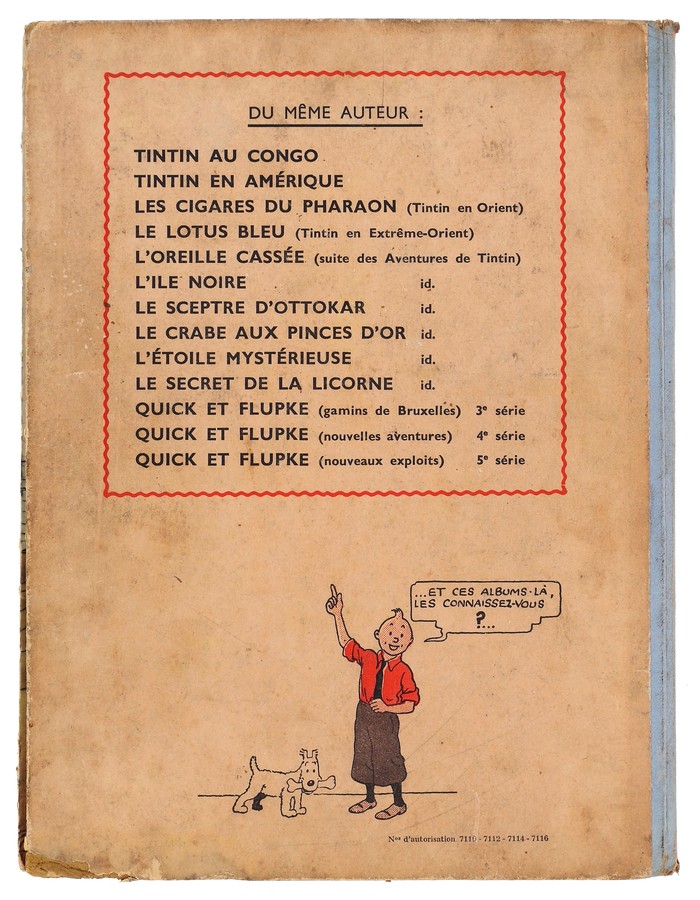 DU MÊME AUTEUR :
TINTIN AU CONGO
TINTIN EN AMÉRIQUE
LES CIGARES DU PHARAON (Tintin en Orient)
LE LOTUS BLEU (Tintin en Extrême-Orient)
L'OREILLE CASSÉE (suite des Aventures de Tintin)
L'ILE NOIRE id.
LE SCEPTRE D'OTTOKAR id.
LE CRABE AUX PINCES D'OR id.
L'ÉTOILE MYSTÉRIEUSE id.
LE SECRET DE LA LICORNE id.
QUICK ET FLUPKE (gamins de Bruxelles) 3e série
QUICK ET FLUPKE (nouvelles aventures) 4e série
QUICK ET FLUPKE (nouveaux exploits) 5e série
...ET CES ALBUMS-LÀ,
LES CONNAISSEZ-VOUS
?...
Nos d'autorisation 7110 - 7112 - 7114 - 7116